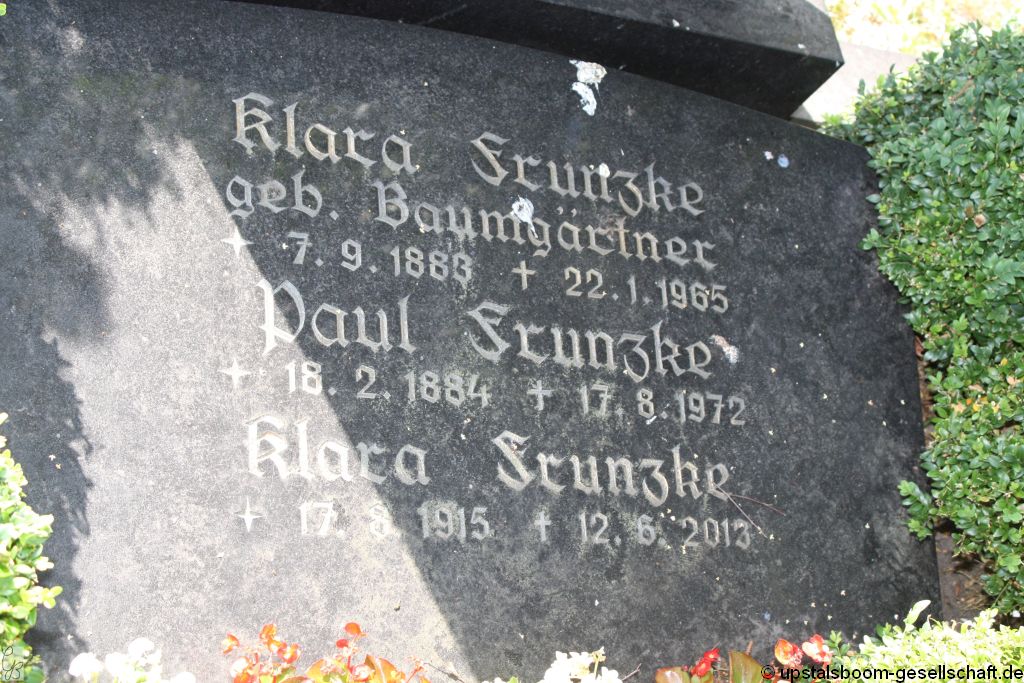 Klara Frunzke
geb. Baumgärtner
7.9.1883 † 22.1.1965
Paul Frunzke
18.2.1884 † 17.8.1972
Klara Frunzke
17.8.1915 † 12.6.2013
© upstalsboom-gesellschaft.de